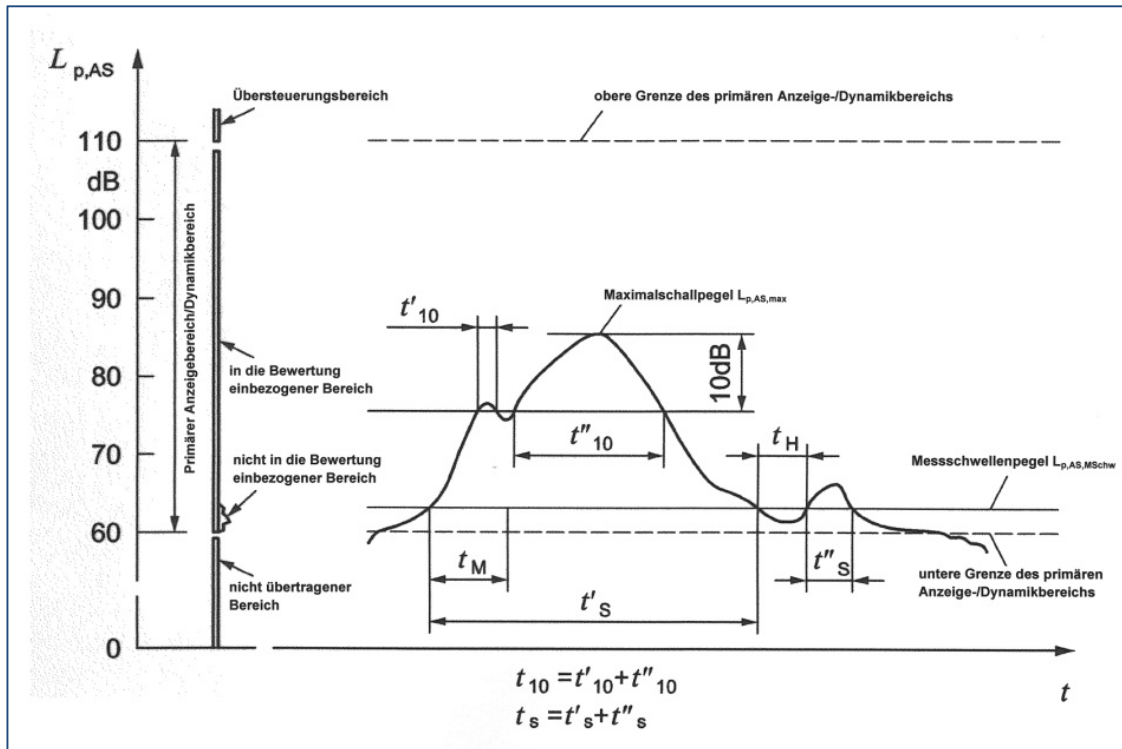 L p,AS
Übersteuerungsbereich
obere Grenze des primären Anzeige-/Dynamikbereichs
110
dB
100
90
80
70
60
0
Primärer Anzeigebereich/Dynamikbereich
in die Bewertung
einbezogener Bereich
nicht in die Bewertung
einbezogener Bereich
nicht übertragener
Bereich
t'10
Maximalschallpegel Lp,AS,max
10dB
t"10
tH
Messschwellenpegel Lp,AS,MSchw
tM
t"S
untere Grenze des primären
Anzeige-/Dynamikbereichs
t'S
t10 =t'10+t"10
ts =t's+t"s
t